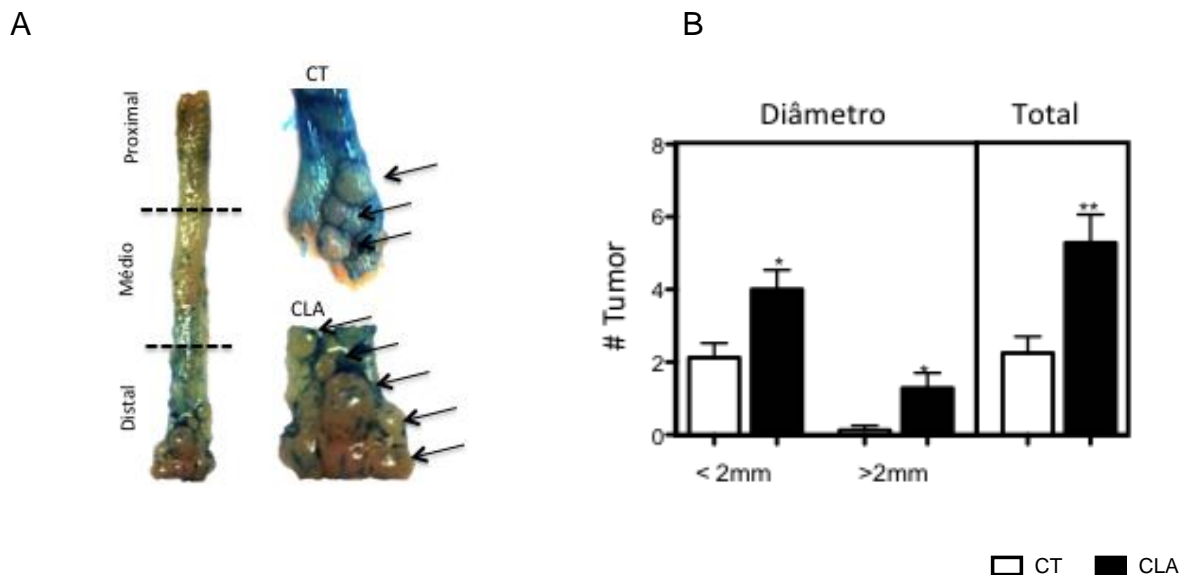 A
B
Proximal
Médio
Distal
CT
CLA
Diâmetro
Total
# Tumor
8
6
4
2
0
*
*
**
< 2mm
>2mm
CT
CLA